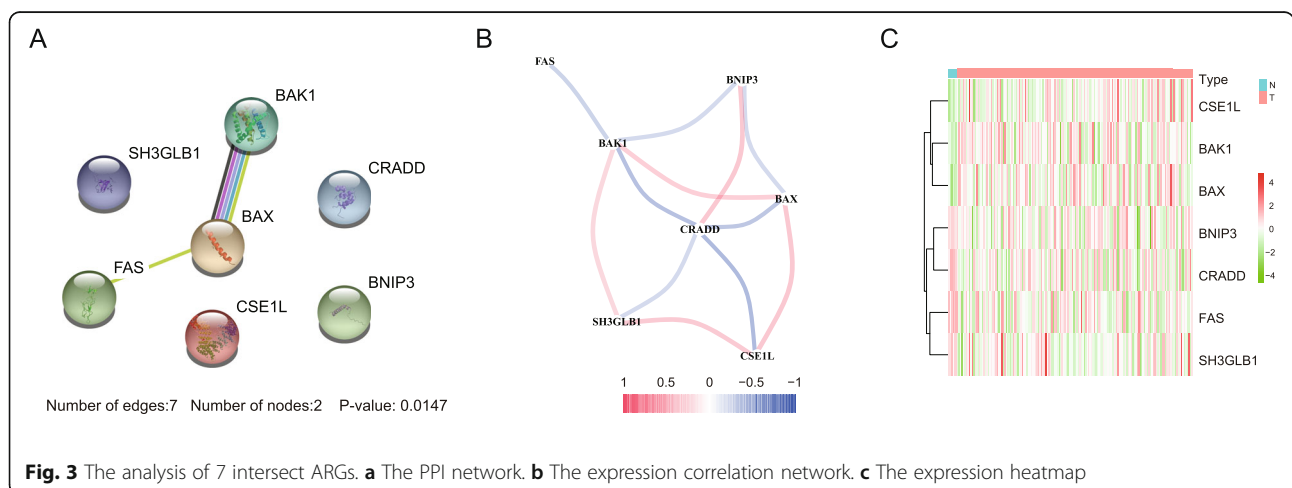 A
BAK1
SH3GLB1
CRADD
BAX
FAS
BNIP3
CSE1L
Number of edges:7 Number of nodes:2 P-value: 0.0147
B
FAS
BNIP3
BAK1
BAX
CRADD
SH3GLB1
CSE1L
1 0.5 0 −0.5 −1
C
Type
N
T
CSE1L
BAK1
BAX
BNIP3
CRADD
FAS
SH3GLB1
4
2
0
−2
−4
Fig. 3 The analysis of 7 intersect ARGs. a The PPI network. b The expression correlation network. c The expression heatmap